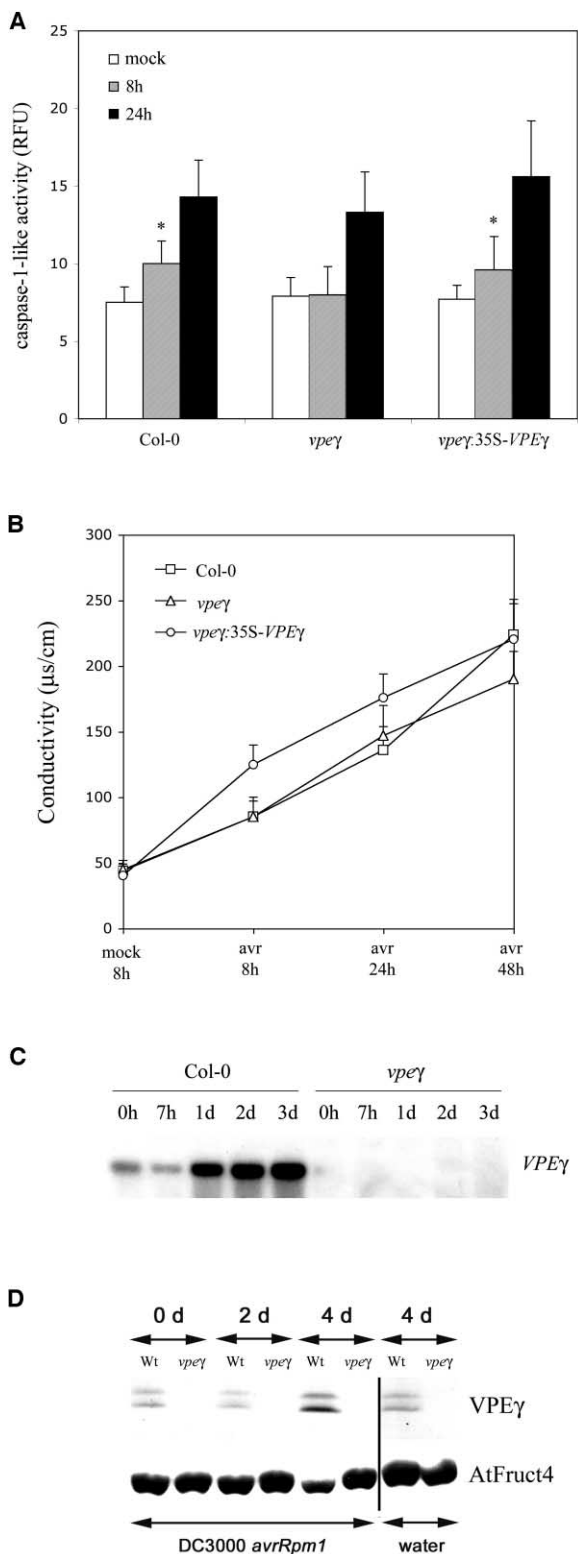 A
25
20
15
10
5
0
caspase-1-like activity (RFU)
mock
8h
24h
*
*
Col-0 vpeγ vpeγ:35S-VPEγ
B
300
250
200
150
100
50
0
Conductivity (μs/cm)
Col-0
vpeγ
vpeγ:35S-VPEγ
mock avr avr avr
8h 8h 24h 48h
C
Col-0 vpeγ
0h 7h 1d 2d 3d 0h 7h 1d 2d 3d
VPEγ
D
0 d 2 d 4 d 4 d
Wt vpeγ Wt vpeγ Wt vpeγ Wt vpeγ
VPEγ
AtFruct4
DC3000 avrRpm1 water